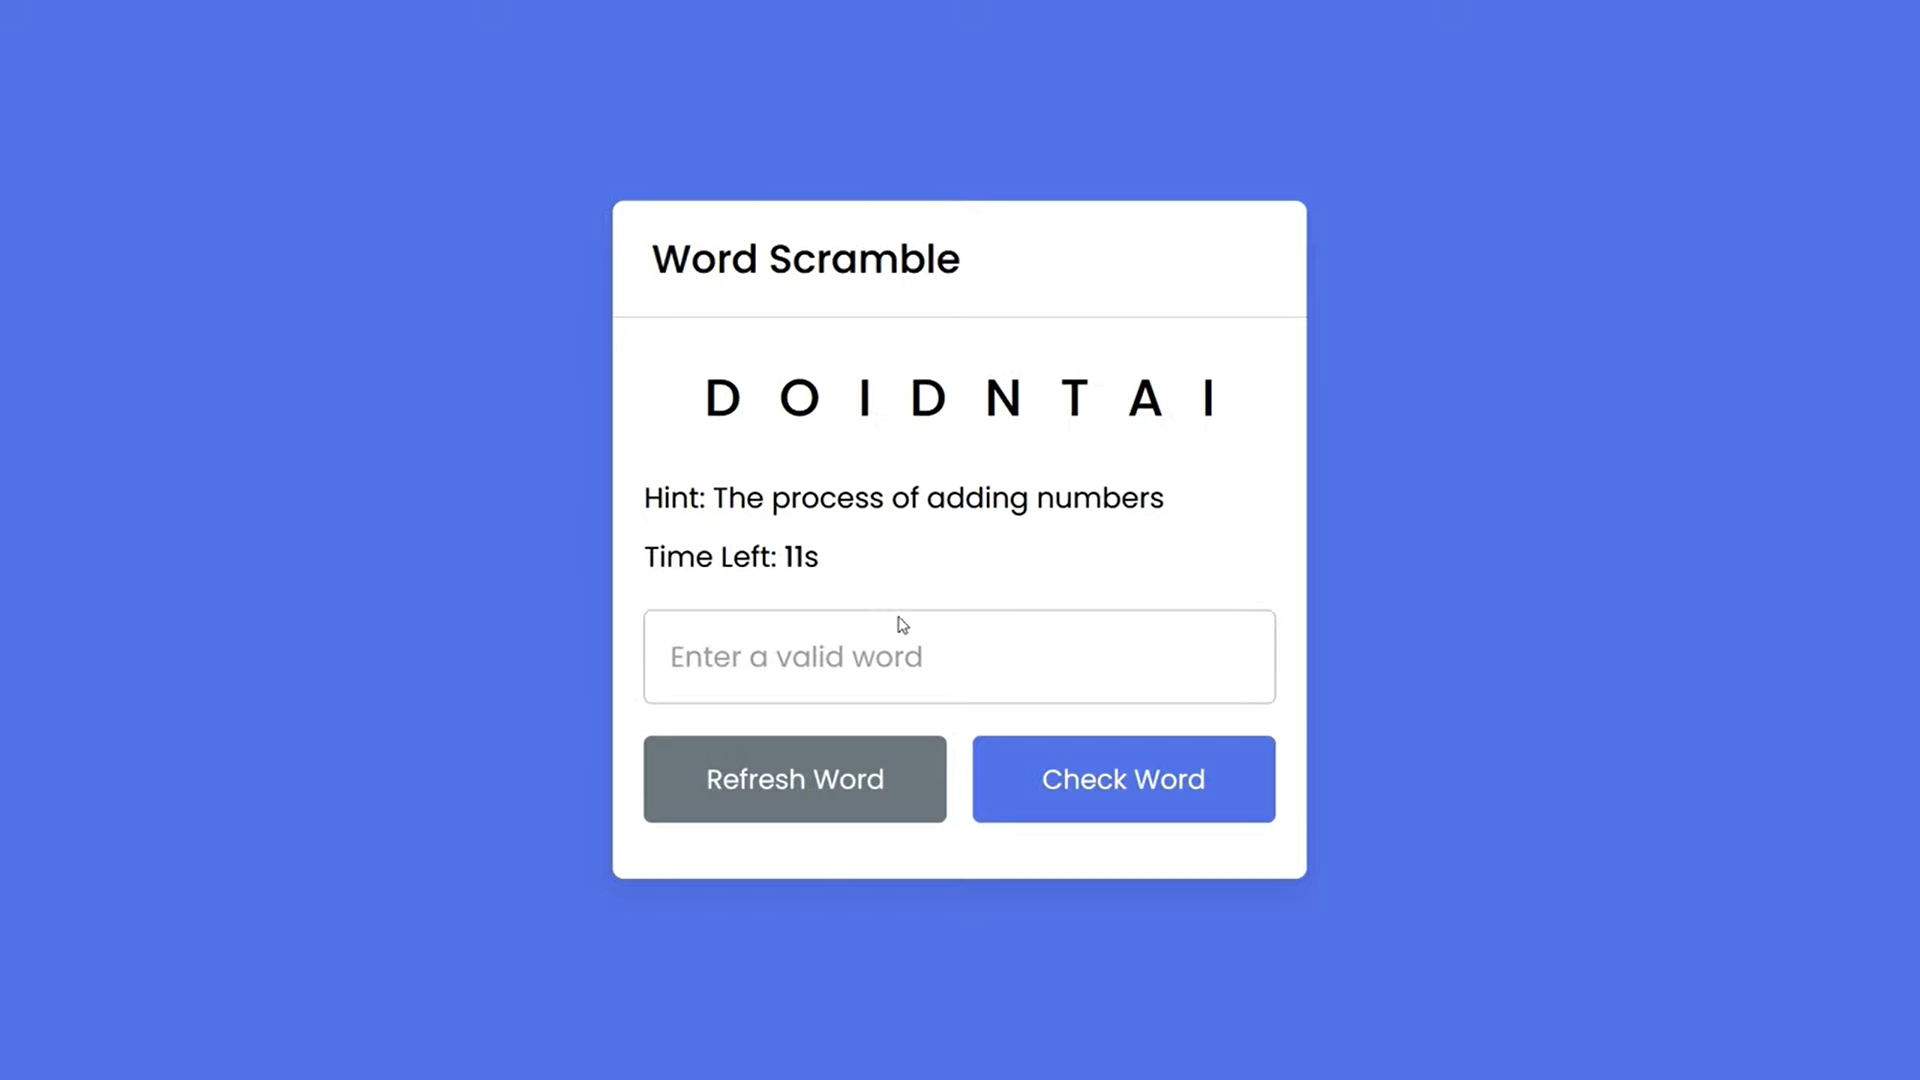 Word Scramble
D O I D N T A I
Hint: The process of adding numbers
Time Left: 11s
Enter a valid word
Refresh Word
Check Word